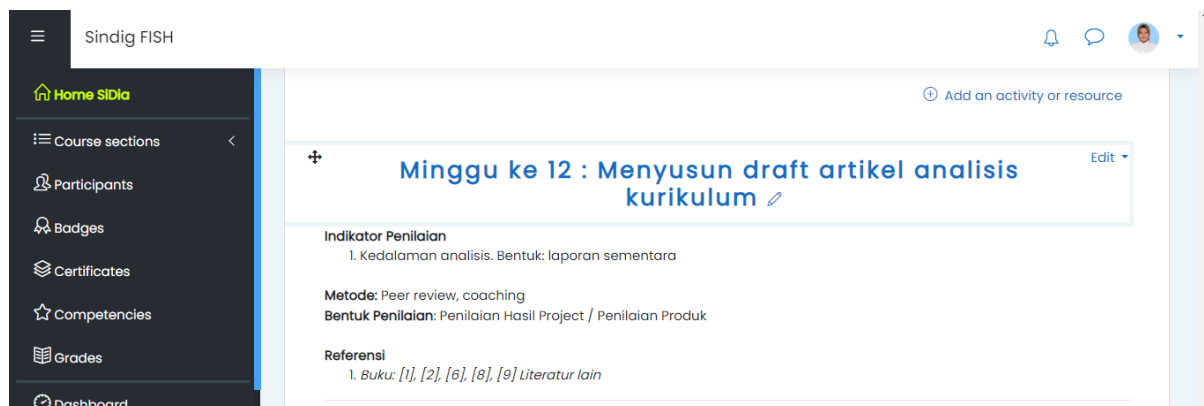 Sindig FISH
Home SiDia
Course sections
Participants
Badges
Certificates
Competencies
Grades
Dashboard
Add an activity or resource
Edit
Minggu ke 12 : Menyusun draft artikel analisis
kurikulum
Indikator Penilaian
1. Kedalaman analisis. Bentuk: laporan sementara
Metode: Peer review, coaching
Bentuk Penilaian: Penilaian Hasil Project / Penilaian Produk
Referensi
1. Buku: [1], [2], [6], [8], [9] Literatur lain